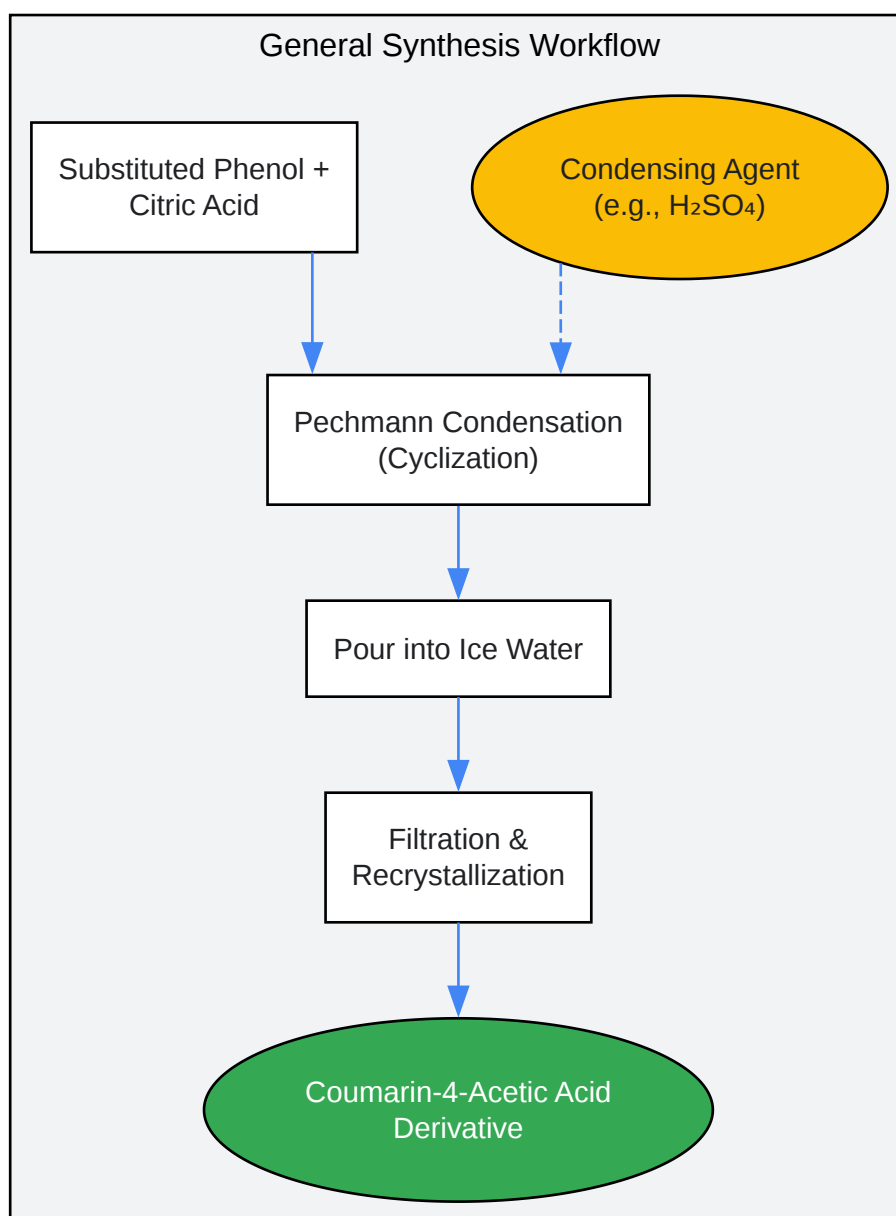 General Synthesis Workflow
Substituted Phenol +
Citric Acid
Condensing Agent
(e.g., H₂SO₄)
Pechmann Condensation
(Cyclization)
Pour into Ice Water
Filtration &
Recrystallization
Coumarin-4-Acetic Acid
Derivative